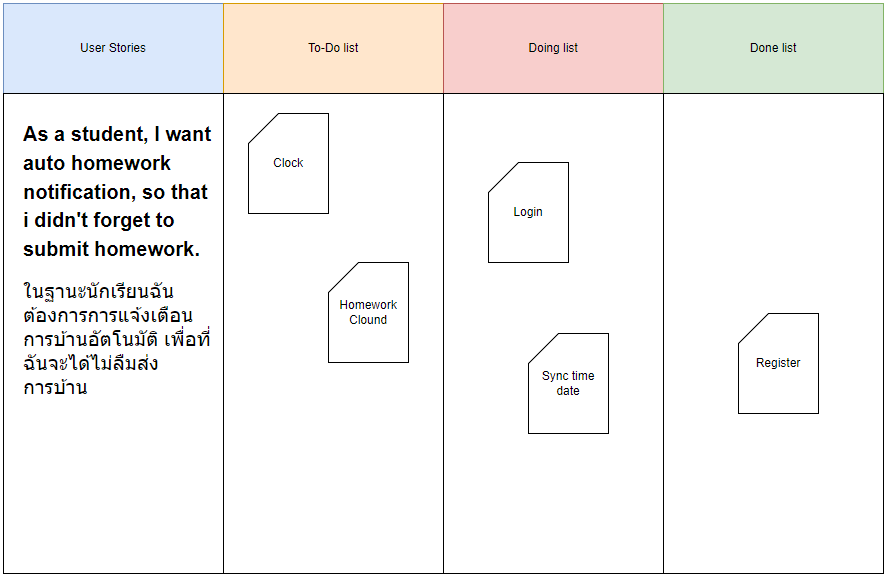 User Stories
To-Do list
Doing list
Done list
As a student, I want
auto homework
notification, so that
i didn't forget to
submit homework.
ในฐานะนักเรียนฉัน
ต้องการการแจ้งเตือน
การบ้านอัตโนมัติ เพื่อที่
ฉันจะได้ไม่ลืมส่ง
การบ้าน
Clock
Homework
Clound
Login
Sync time
date
Register